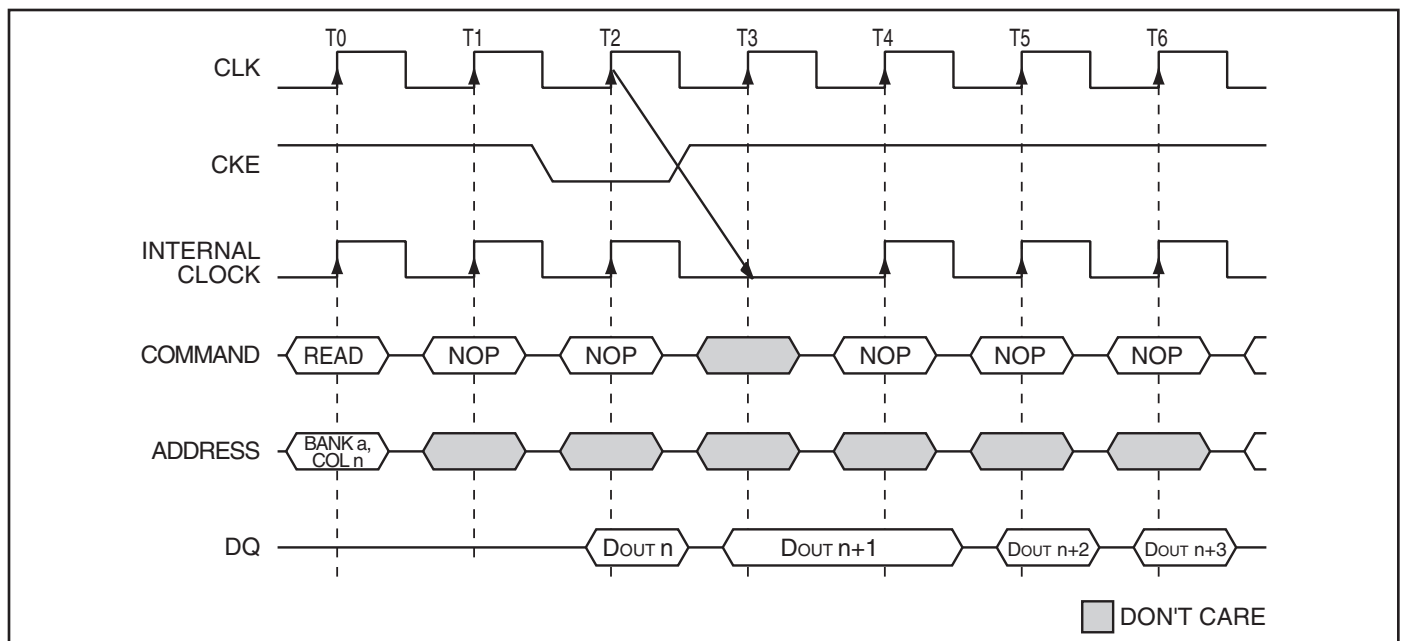 T0 T1 T2 T3 T4 T5 T6
CLK
CKE
INTERNAL
CLOCK
COMMAND READ NOP NOP NOP NOP NOP
ADDRESS BANK a,
COL n
DQ DOUT n DOUT n+1 DOUT n+2 DOUT n+3
DON'T CARE